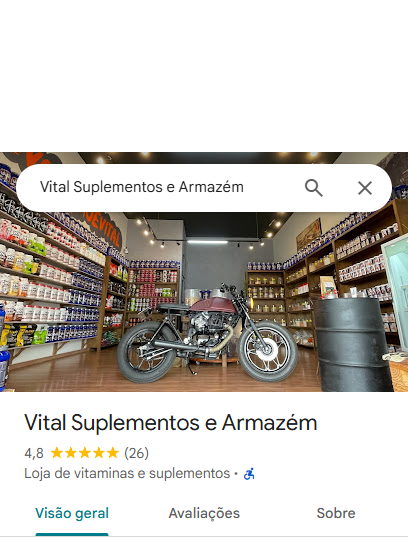 Vital Suplementos e Armazém
Vital Suplementos e Armazém
4,8 (26)
Loja de vitaminas e suplementos ·
Visão geral
Avaliações
Sobre